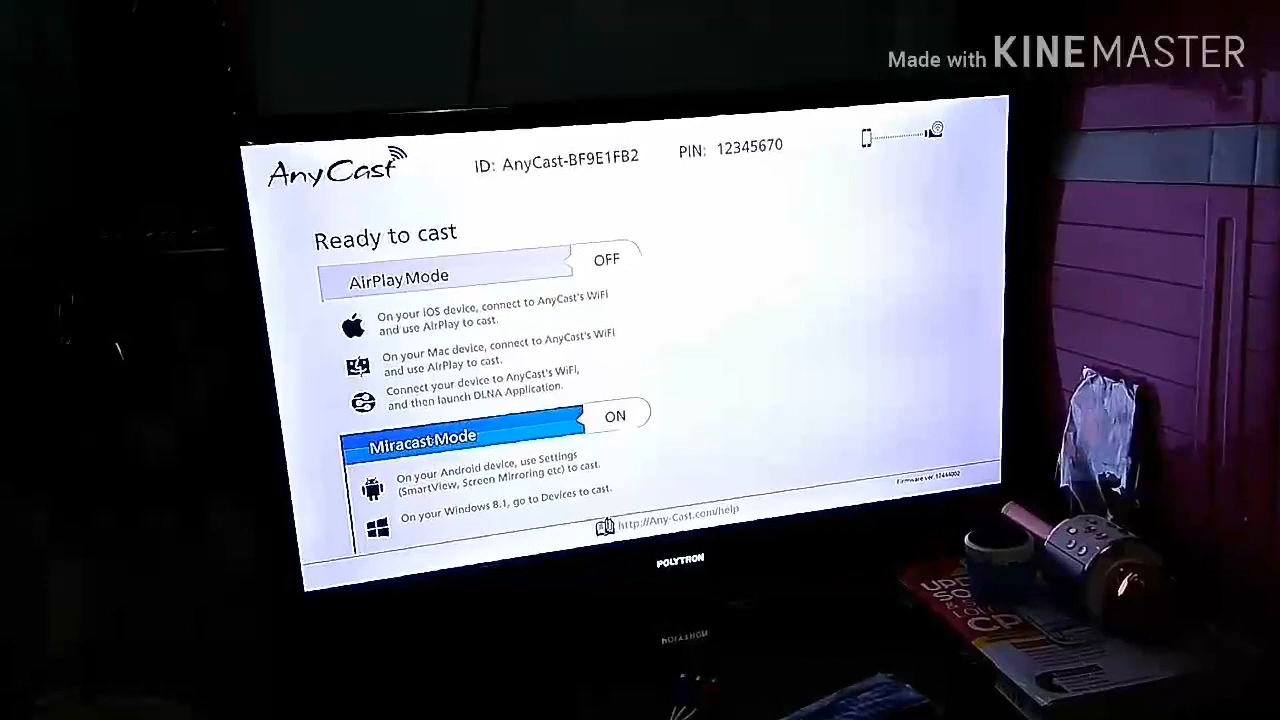 Made with KINEMASTER
AnyCast
ID: AnyCast-BF9E1FB2
PIN: 12345670
Ready to cast
AirPlay Mode
OFF
On your iOS device, connect to AnyCast's WiFi
and use AirPlay to cast.
On your Mac device, connect to AnyCast's WiFi
and use AirPlay to cast.
Connect your device to AnyCast's WiFi,
and then launch DLNA Application.
Miracast Mode
ON
On your Android device, use Settings
(SmartView, Screen Mirroring etc) to cast.
On your Windows 8.1, go to Devices to cast.
Firmware ver
http://Any-Cast.com/help
POLYTRON